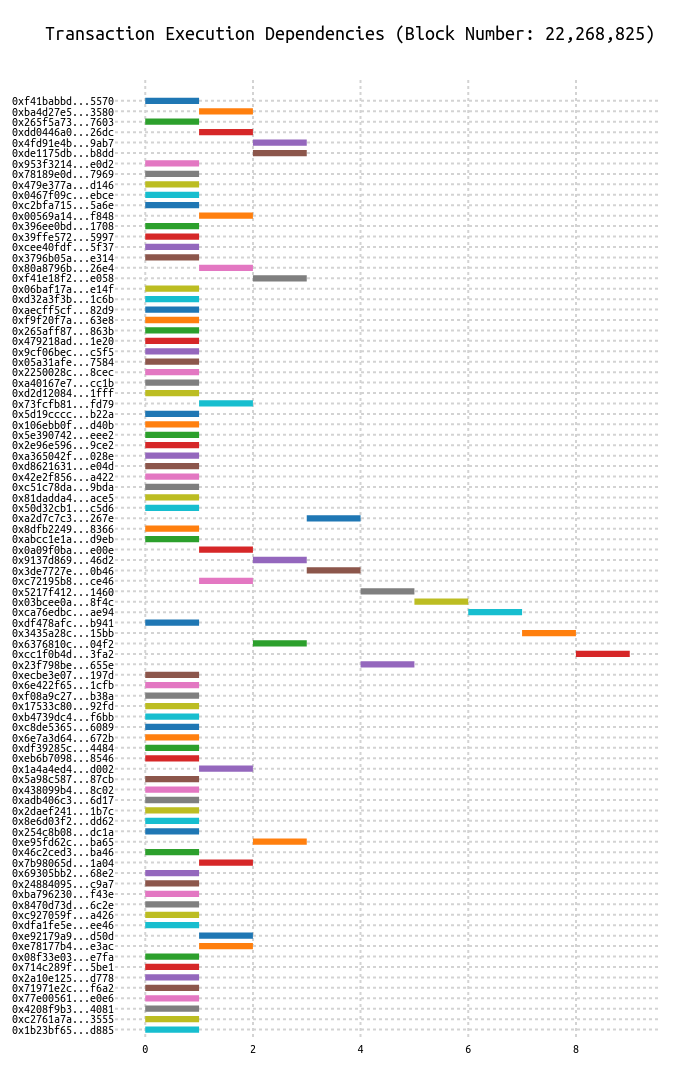 Transaction Execution Dependencies (Block Number: 22,268,825)
0xf41babbd...5570
0xba4d27e5...3580
0x265f5a73...7603
0xdd0446a0...26dc
0x4fd91e4b...9ab7
0xde1175db...b8dd
0x953f3214...e0d2
0x78189e0d...7969
0x479e377a...d146
0x0467f09c...ebce
0xc2bfa715...5a6e
0x00569a14...f848
0x396ee0bd...1708
0x39ffe572...5997
0xcee40fdf...5f37
0x3796b05a...e314
0x80a8796b...26e4
0xf41e18f2...e058
0x06baf17a...e14f
0xd32a3f3b...1c6b
0xaecff5cf...82d9
0xf9f20f7a...63e8
0x265aff87...863b
0x479218ad...1e20
0x9cf06bec...c5f5
0x05a31afe...7584
0x2250028c...8cec
0xa40167e7...cc1b
0xd2d12084...1fff
0x73fcfb81...fd79
0x5d19cccc...b22a
0x106ebb0f...d40b
0x5e390742...eee2
0x2e96e596...9ce2
0xa365042f...028e
0xd8621631...e04d
0x42e2f856...a422
0xc51c78da...9bda
0x81dadda4...ace5
0x50d32cb1...c5d6
0xa2d7c7c3...267e
0x8dfb2249...8366
0xabcc1e1a...d9eb
0x0a09f0ba...e00e
0x9137d869...46d2
0x3de7727e...0b46
0xc72195b8...ce46
0x5217f412...1460
0x03bcee0a...8f4c
0xca76edbc...ae94
0xdf478afc...b941
0x3435a28c...15bb
0x6376810c...04f2
0xcc1f0b4d...3fa2
0x23f798be...655e
0xecbe3e07...197d
0x6e422f65...1cfb
0xf08a9c27...b38a
0x17533c80...92fd
0xb4739dc4...f6bb
0xc8de5365...6089
0x6e7a3d64...672b
0xdf39285c...4484
0xeb6b7098...8546
0x1a4a4ed4...d002
0x5a98c587...87cb
0x438099b4...8c02
0xadb406c3...6d17
0x2daef241...1b7c
0x8e6d03f2...dd62
0x254c8b08...dc1a
0xe95fd62c...ba65
0x46c2ced3...ba46
0x7b98065d...1a04
0x69305bb2...68e2
0x24884095...c9a7
0xba796230...f43e
0x8470d73d...6c2e
0xc927059f...a426
0xdfa1fe5e...ee46
0xe92179a9...d50d
0xe78177b4...e3ac
0x08f33e03...e7fa
0x714c289f...5be1
0x2a10e125...d778
0x71971e2c...f6a2
0x77e00561...e0e6
0x4208f9b3...4081
0xc2761a7a...3555
0x1b23bf65...d885
0 2 4 6 8